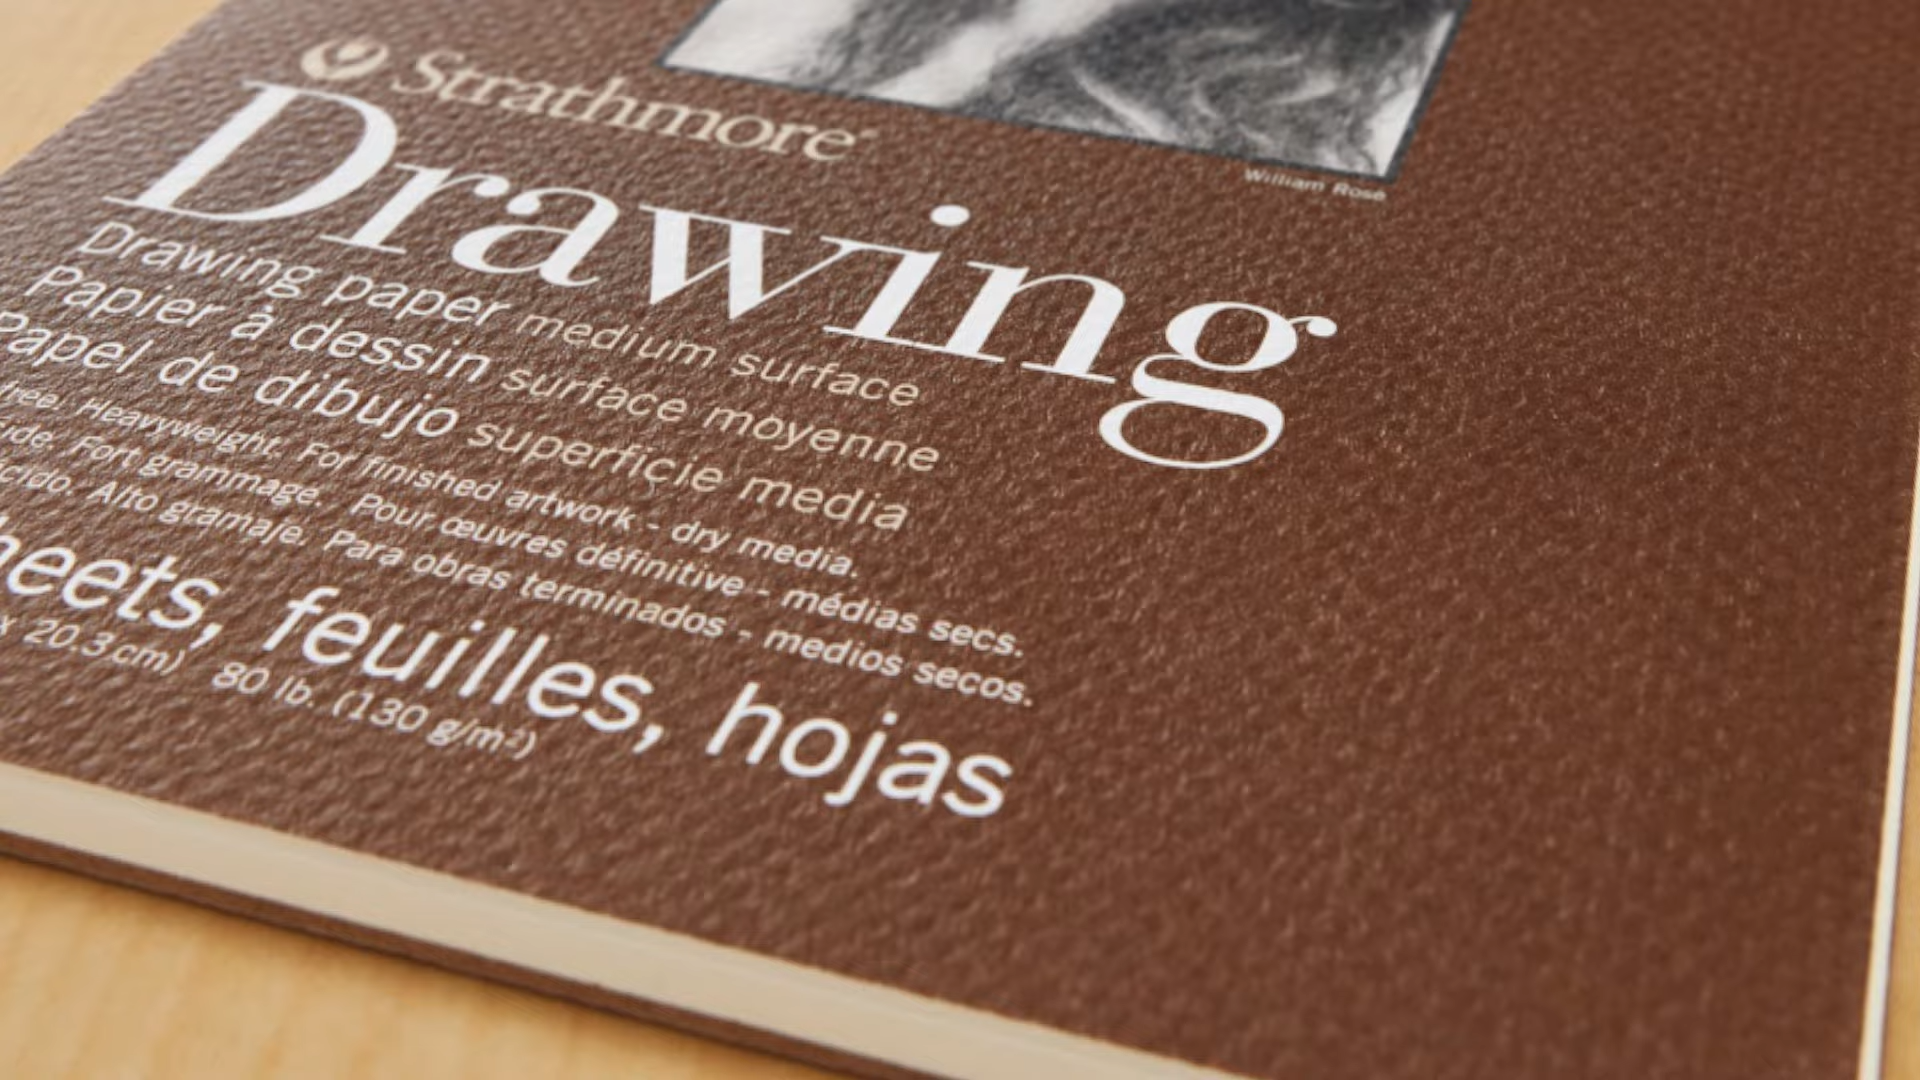 Strathmore®
William Rose
Drawing
Drawing paper medium surface
Papier à dessin surface moyenne
Papel de dibujo superficie media
free. Heavyweight. For finished artwork - dry media.
Fort grammage. Pour œuvres définitive - médias secs.
Alto gramaje. Para obras terminados - medios secos.
heets, feuilles, hojas
x 20.3 cm) 80 lb. (130 g/m²)